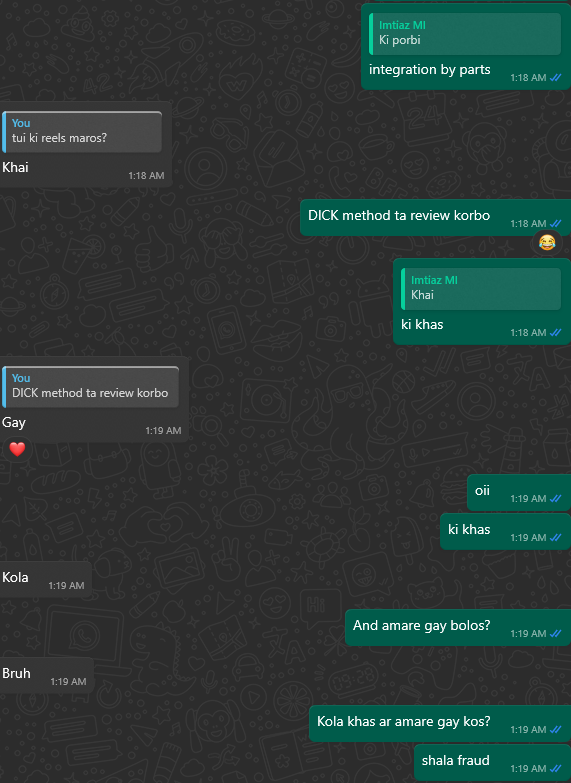 Imtiaz MI
Ki porbi
integration by parts
1:18 AM
You
tui ki reels maros?
Khai
1:18 AM
DICK method ta review korbo
1:18 AM
😂
Imtiaz MI
Khai
ki khas
1:18 AM
You
DICK method ta review korbo
Gay
1:19 AM
❤️
oii
1:19 AM
ki khas
1:19 AM
Kola
1:19 AM
And amare gay bolos?
1:19 AM
Bruh
1:19 AM
Kola khas ar amare gay kos?
1:19 AM
shala fraud
1:19 AM